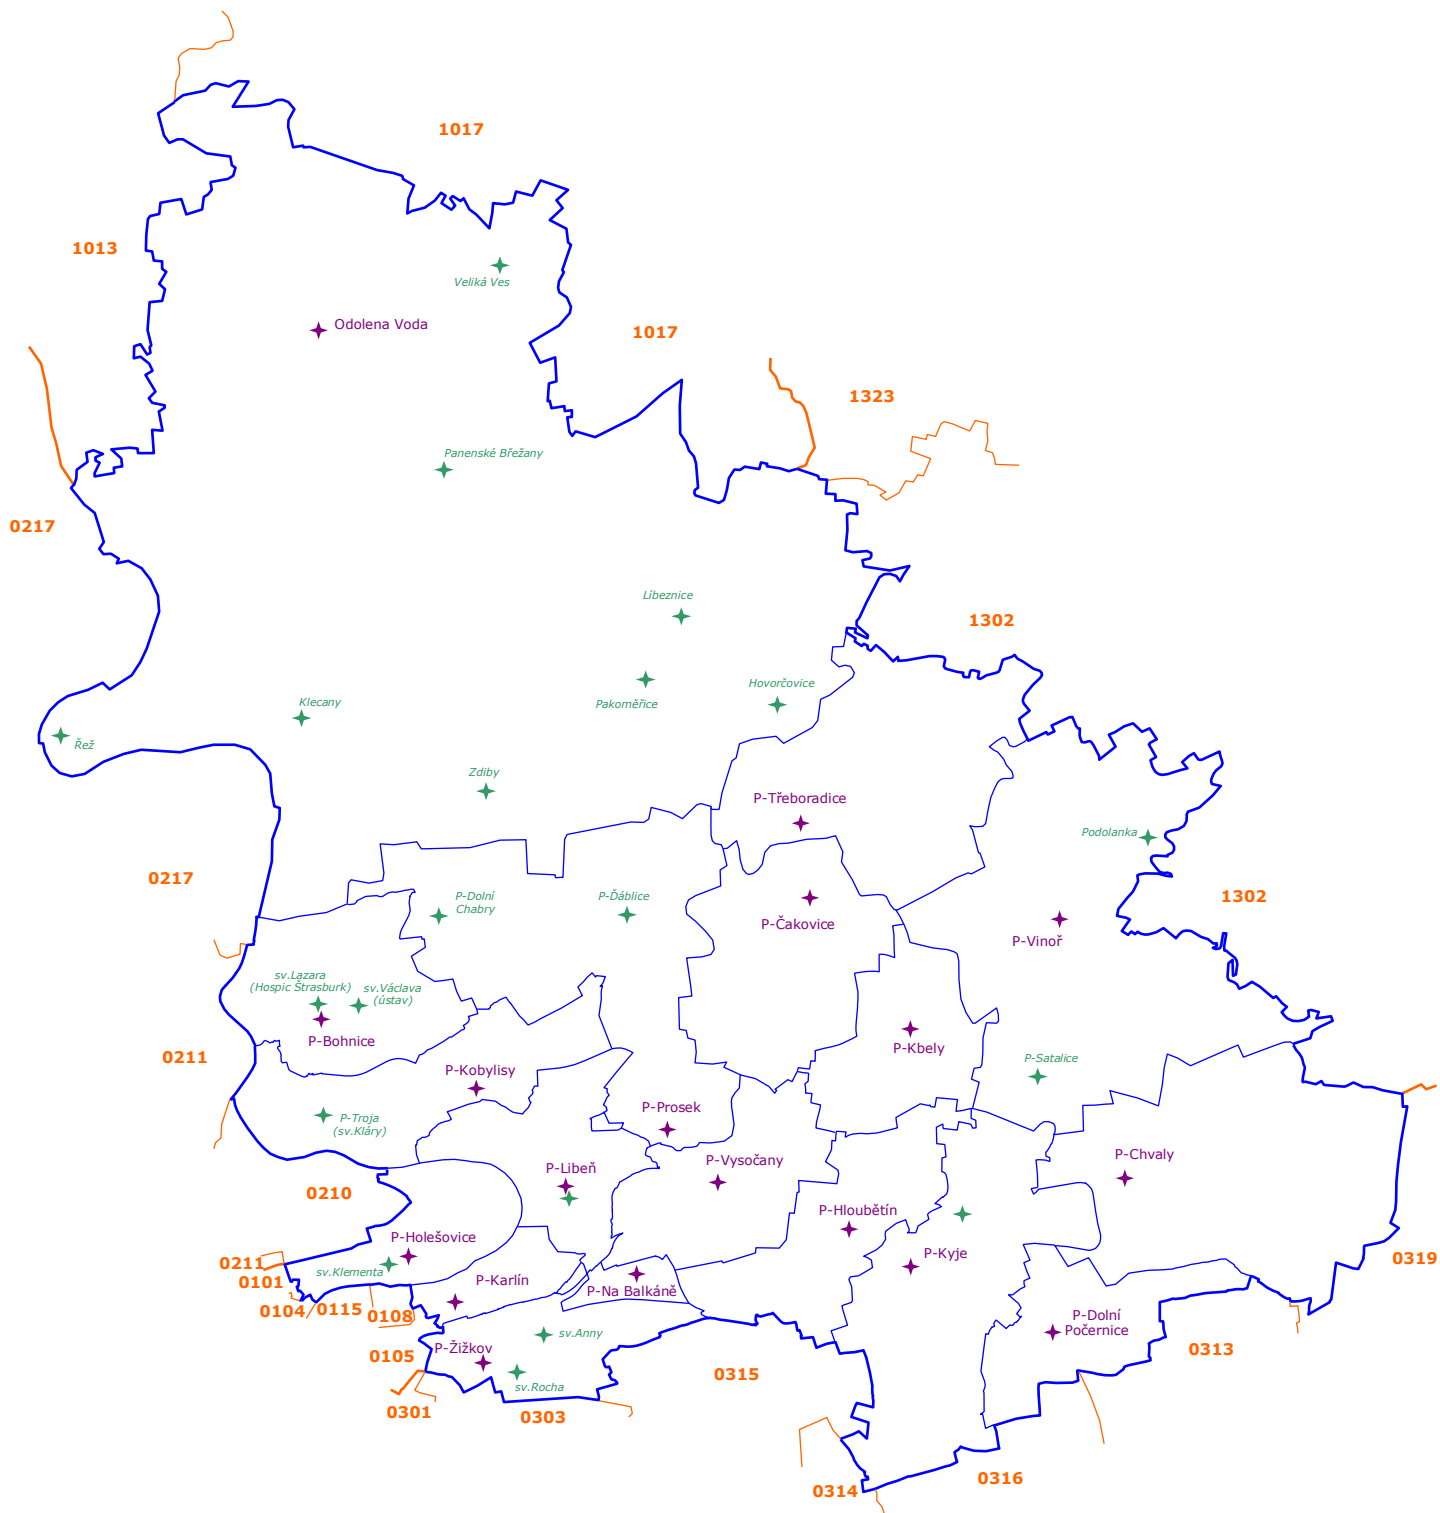 1017
1013
Veliká Ves
Odolena Voda
1017
1323
Panenské Břežany
0217
Líbeznice
1302
Hovorčovice
Klecany
Pakoměřice
Řež
Zdiby
P-Třeboradice
Podolanka
0217
P-Dolní
Chabry
P-Ďáblice
P-Čakovice
1302
P-Vinoř
sv.Lazara
(Hospic Štrasburk)
sv.Václava
(ústav)
P-Bohnice
P-Kbely
0211
P-Satalice
P-Kobylisy
P-Prosek
P-Troja
(sv.Kláry)
P-Chvaly
P-Vysočany
P-Libeň
0210
P-Hloubětín
P-Holešovice
P-Kyje
0319
0211
sv.Klementa
0101
P-Karlín
P-Na Balkáně
0104
0115
0108
P-Dolní
Počernice
sv.Anny
P-Žižkov
0105
0313
0315
sv.Rocha
0301
0303
0316
0314